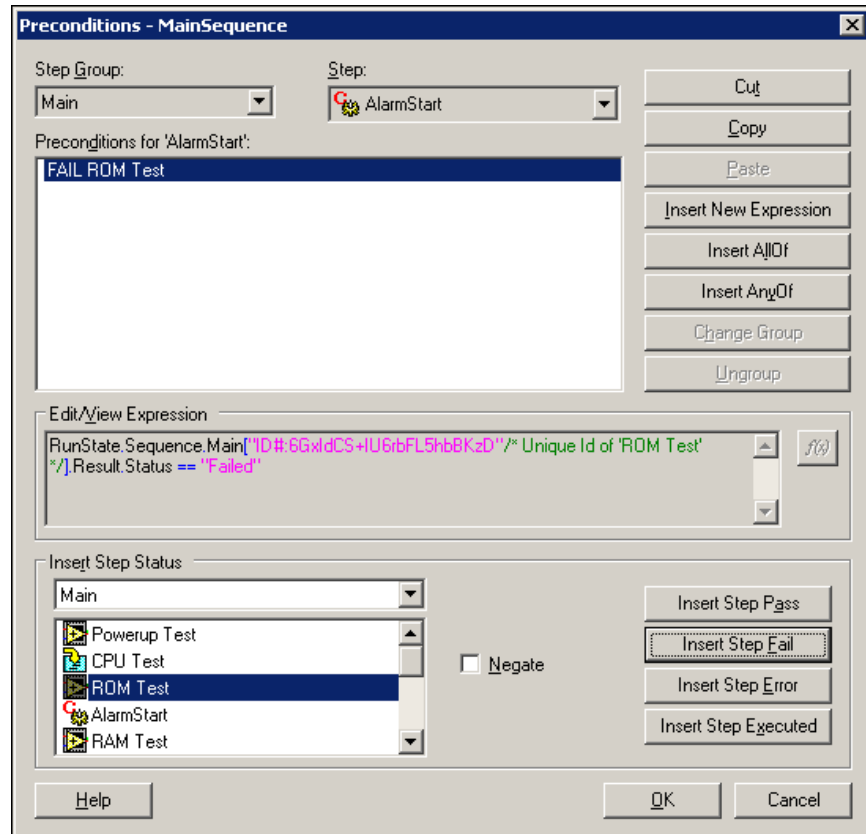 Preconditions - MainSequence
Step Group:
Step:
Main
AlarmStart
Preconditions for 'AlarmStart':
FAIL ROM Test
Cut
Copy
Paste
Insert New Expression
Insert AllOf
Insert AnyOf
Change Group
Ungroup
Edit/View Expression
RunState.Sequence.Main["ID#:6GxIdCS+IU6rbFL5hbBKzD"/* Unique Id of 'ROM Test'
*/].Result.Status == "Failed"
f(x)
Insert Step Status
Main
Powerup Test
CPU Test
ROM Test
AlarmStart
RAM Test
Negate
Insert Step Pass
Insert Step Fail
Insert Step Error
Insert Step Executed
Help
OK
Cancel